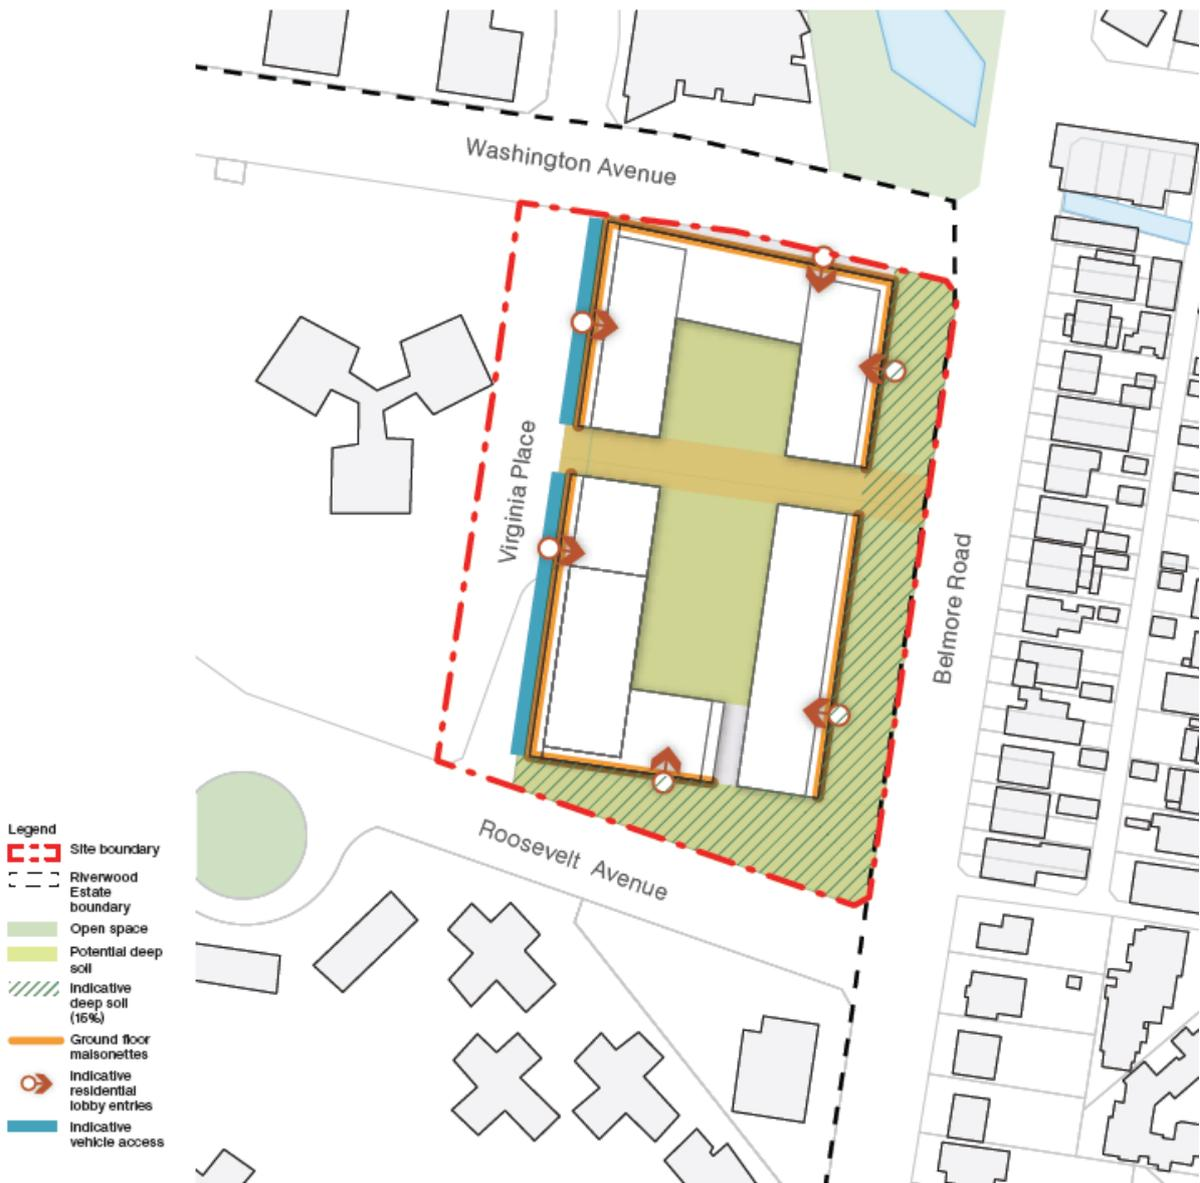 Washington Avenue
Virginia Place
Belmore Road
Roosevelt Avenue
Legend
Site boundary
Riverwood
Estate
boundary
Open space
Potential deep
soil
Indicative
deep soil
(15%)
Ground floor
maisonettes
Indicative
residential
lobby entries
Indicative
vehicle access